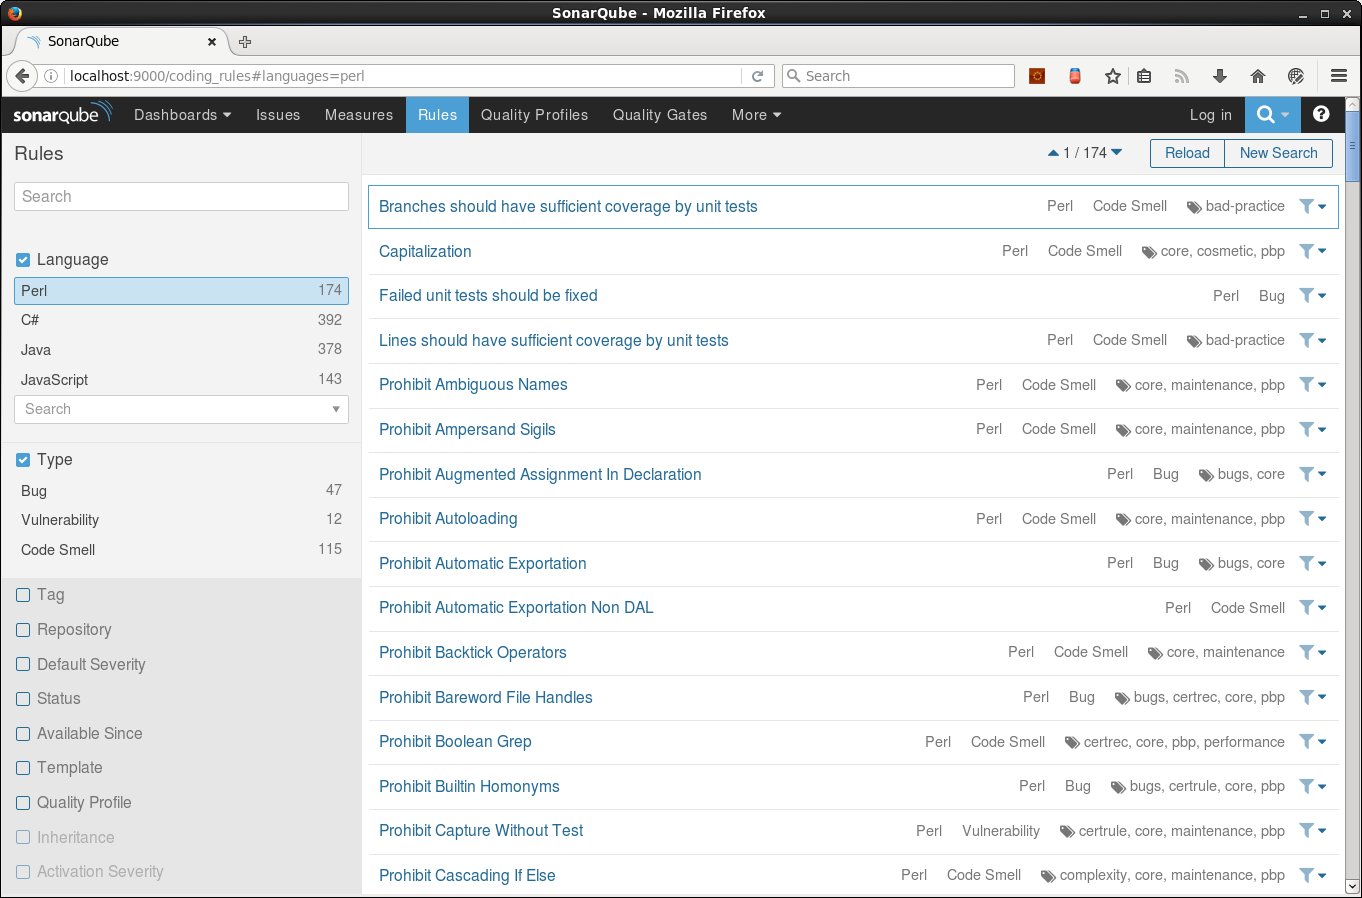 SonarQube - Mozilla Firefox
SonarQube
localhost:9000/coding_rules#languages=perl
Search
sonarqube Dashboards Issues Measures Rules Quality Profiles Quality Gates More Log in
Rules
1 / 174 Reload New Search
Search
Language
Perl 174
C# 392
Java 378
JavaScript 143
Search
Type
Bug 47
Vulnerability 12
Code Smell 115
Tag
Repository
Default Severity
Status
Available Since
Template
Quality Profile
Inheritance
Activation Severity
Branches should have sufficient coverage by unit tests Perl Code Smell bad-practice
Capitalization Perl Code Smell core, cosmetic, pbp
Failed unit tests should be fixed Perl Bug
Lines should have sufficient coverage by unit tests Perl Code Smell bad-practice
Prohibit Ambiguous Names Perl Code Smell core, maintenance, pbp
Prohibit Ampersand Sigils Perl Code Smell core, maintenance, pbp
Prohibit Augmented Assignment In Declaration Perl Bug bugs, core
Prohibit Autoloading Perl Code Smell core, maintenance, pbp
Prohibit Automatic Exportation Perl Bug bugs, core
Prohibit Automatic Exportation Non DAL Perl Code Smell
Prohibit Backtick Operators Perl Code Smell core, maintenance
Prohibit Bareword File Handles Perl Bug bugs, certrec, core, pbp
Prohibit Boolean Grep Perl Code Smell certrec, core, pbp, performance
Prohibit Builtin Homonyms Perl Bug bugs, certrule, core, pbp
Prohibit Capture Without Test Perl Vulnerability certrule, core, maintenance, pbp
Prohibit Cascading If Else Perl Code Smell complexity, core, maintenance, pbp